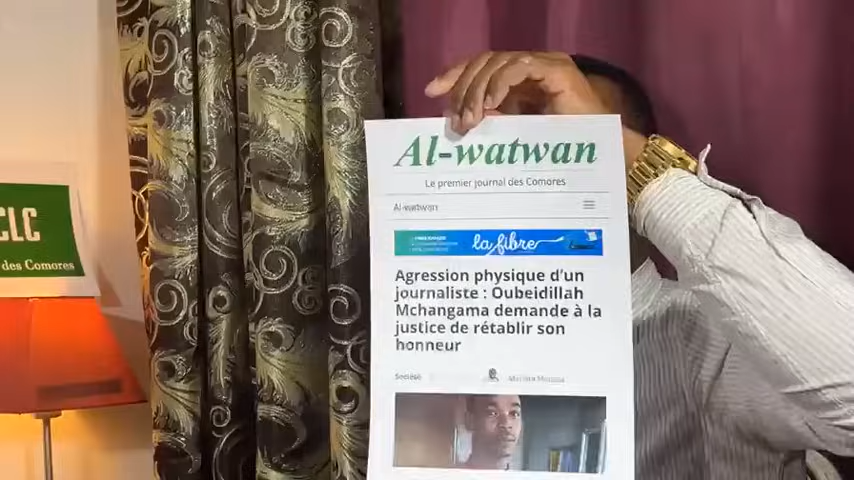 CLC
des Comores
Al-watwan
Le premier journal des Comores
Al-watwan
la fibre
Agression physique d'un
journaliste : Oubeidillah
Mchangama demande à la
justice de rétablir son
honneur
Société